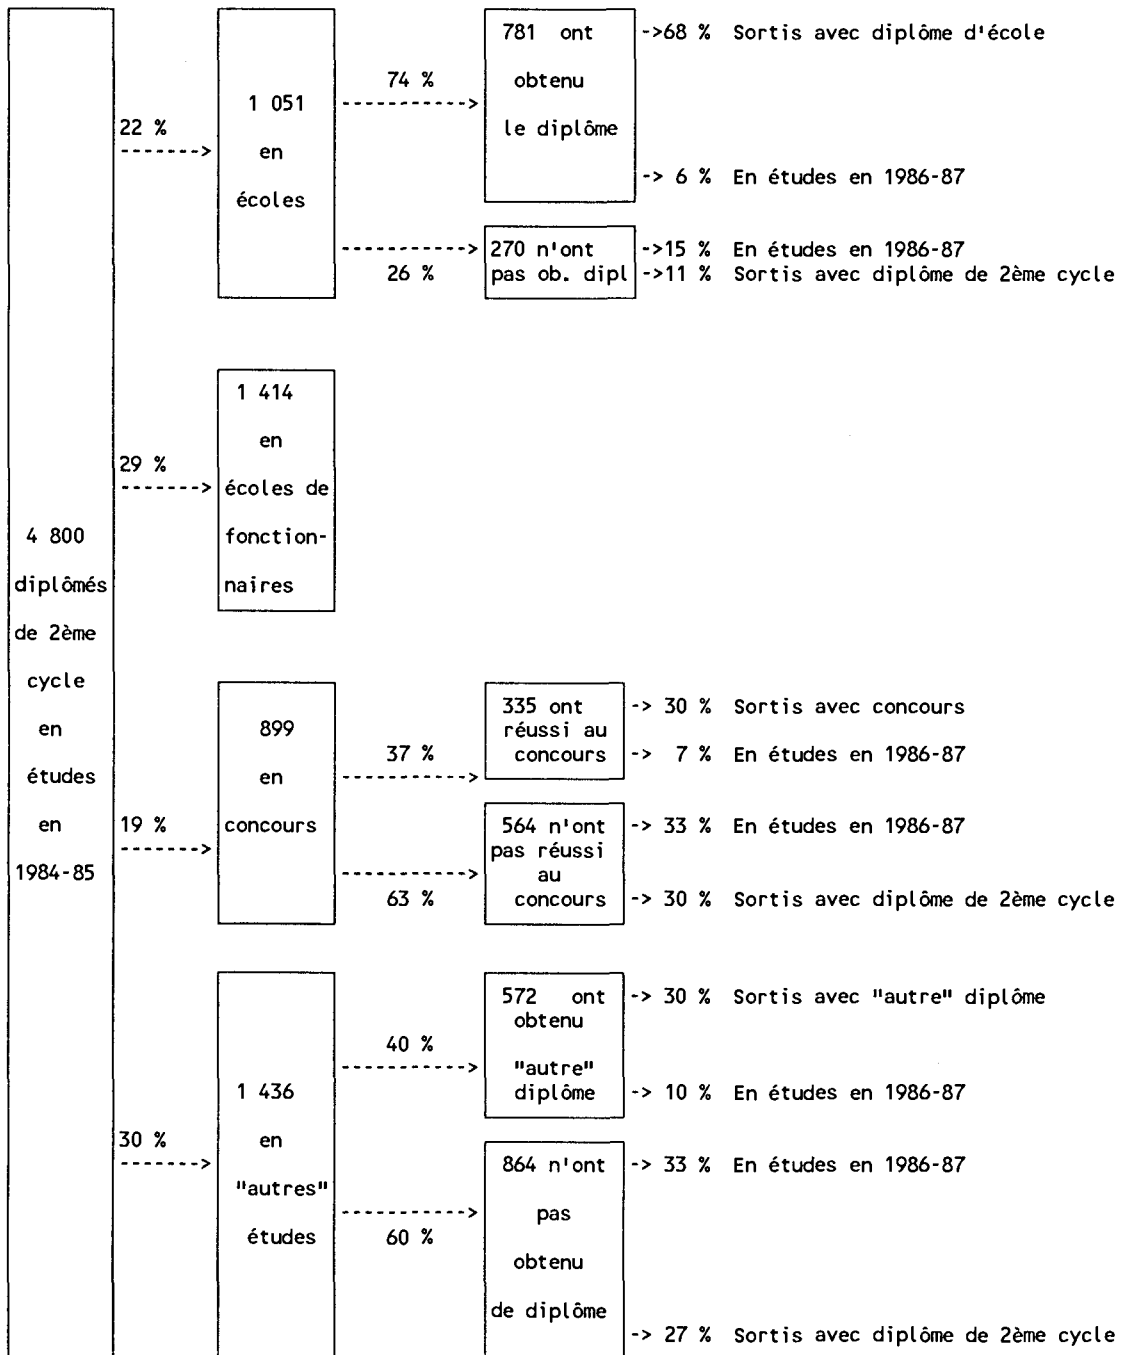 4 800
diplômés
de 2ème
cycle
en
études
en
1984-85
22 %
------->
1 051
en
écoles
74 %
----------->
781 ont
obtenu
le diplôme
->68 % Sortis avec diplôme d'école
-> 6 % En études en 1986-87
----------->
26 %
270 n'ont
pas ob. dipl
->15 % En études en 1986-87
->11 % Sortis avec diplôme de 2ème cycle
29 %
------->
1 414
en
écoles de
fonction-
naires
19 %
------->
899
en
concours
37 %
----------->
335 ont
réussi au
concours
-> 30 % Sortis avec concours
-> 7 % En études en 1986-87
----------->
63 %
564 n'ont
pas réussi
au
concours
-> 33 % En études en 1986-87
-> 30 % Sortis avec diplôme de 2ème cycle
30 %
------->
1 436
en
"autres"
études
40 %
----------->
572 ont
obtenu
"autre"
diplôme
-> 30 % Sortis avec "autre" diplôme
-> 10 % En études en 1986-87
----------->
60 %
864 n'ont
pas
obtenu
de diplôme
-> 33 % En études en 1986-87
-> 27 % Sortis avec diplôme de 2ème cycle